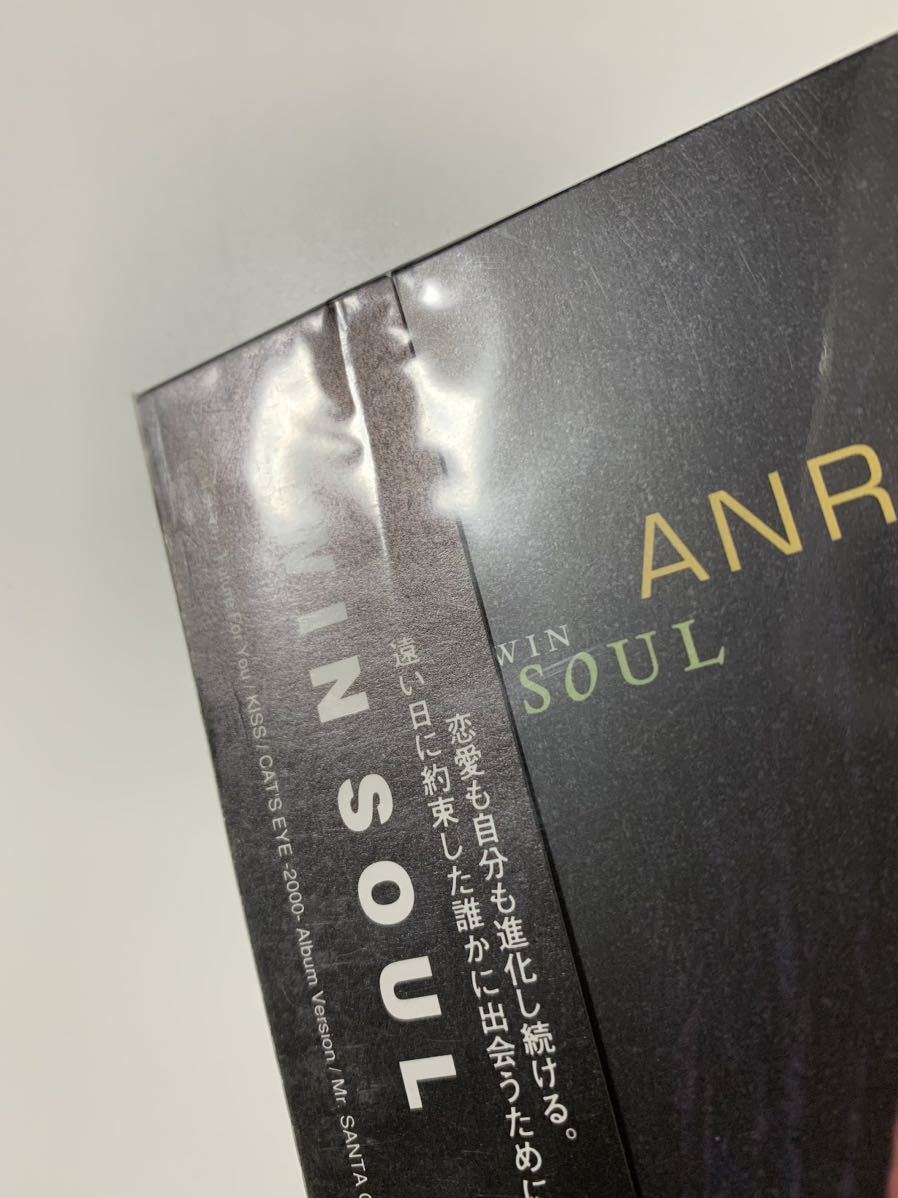 ANR
WIN
SOUL
恋愛も自分も進化し続ける。
遠い日に約束した誰かに出会うために
WIN SOUL
for You / KISS / CAT'S EYE -2000- Album Version / Mr. SANTA